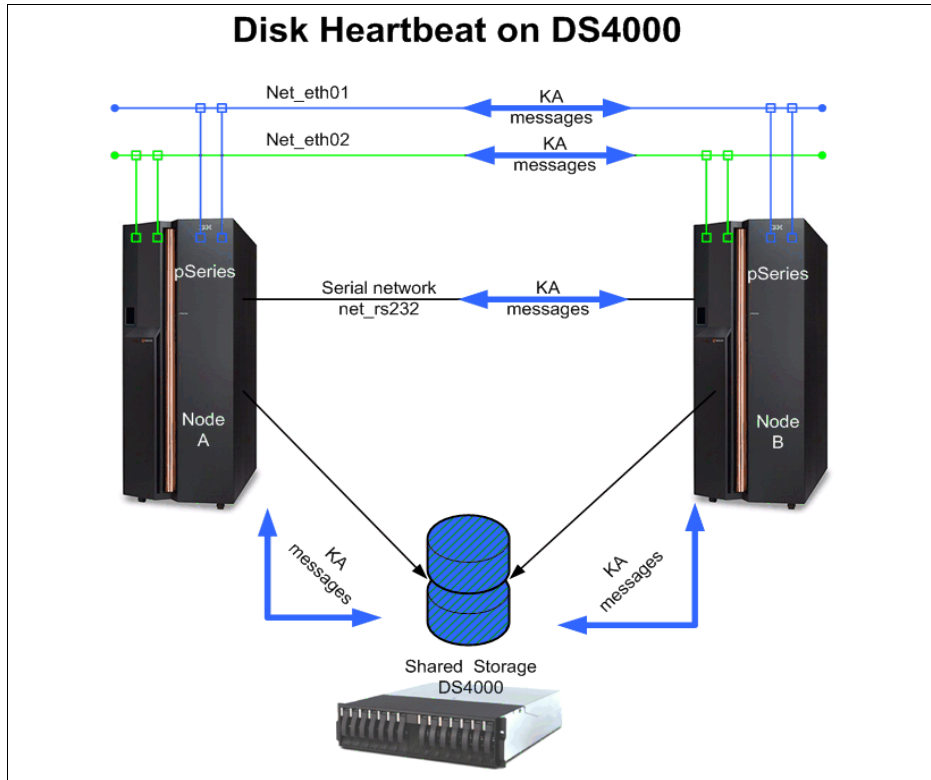 Disk Heartbeat on DS4000
Net_eth01
KA
messages
Net_eth02
KA
messages
pSeries
pSeries
Serial network
net_rs232
KA
messages
Node
A
Node
B
KA
messages
KA
messages
Shared Storage
DS4000